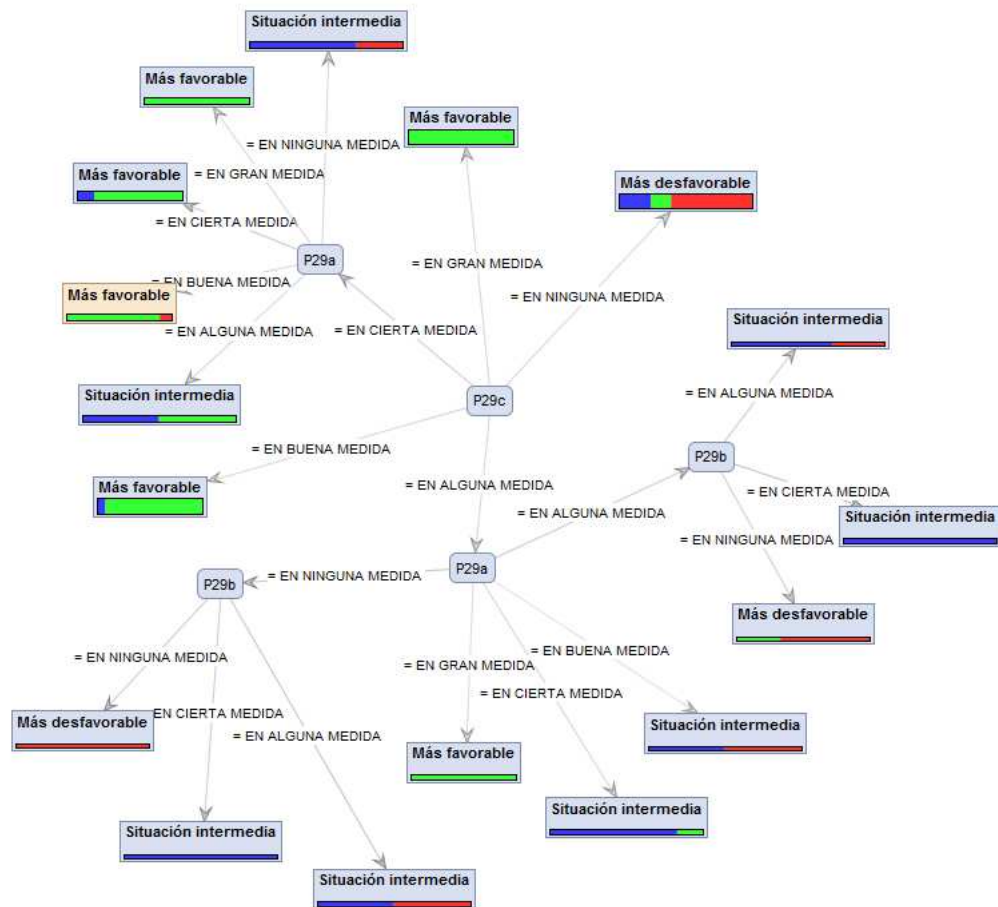 Situación intermedia
Más favorable
Más favorable
= EN NINGUNA MEDIDA
= EN GRAN MEDIDA
Más favorable
Más desfavorable
= EN CIERTA MEDIDA
P29a
= EN GRAN MEDIDA
= EN BUENA MEDIDA
Más favorable
= EN NINGUNA MEDIDA
Situación intermedia
= EN ALGUNA MEDIDA
= EN CIERTA MEDIDA
Situación intermedia
P29c
= EN ALGUNA MEDIDA
= EN BUENA MEDIDA
P29b
Más favorable
= EN ALGUNA MEDIDA
= EN CIERTA MEDIDA
= EN ALGUNA MEDIDA
Situación intermedia
= EN NINGUNA MEDIDA
P29a
= EN NINGUNA MEDIDA
P29b
Más desfavorable
= EN BUENA MEDIDA
= EN NINGUNA MEDIDA
= EN GRAN MEDIDA
= EN CIERTA MEDIDA
Más desfavorable
EN CIERTA MEDIDA
= EN ALGUNA MEDIDA
Situación intermedia
Más favorable
Situación intermedia
Situación intermedia
Situación intermedia